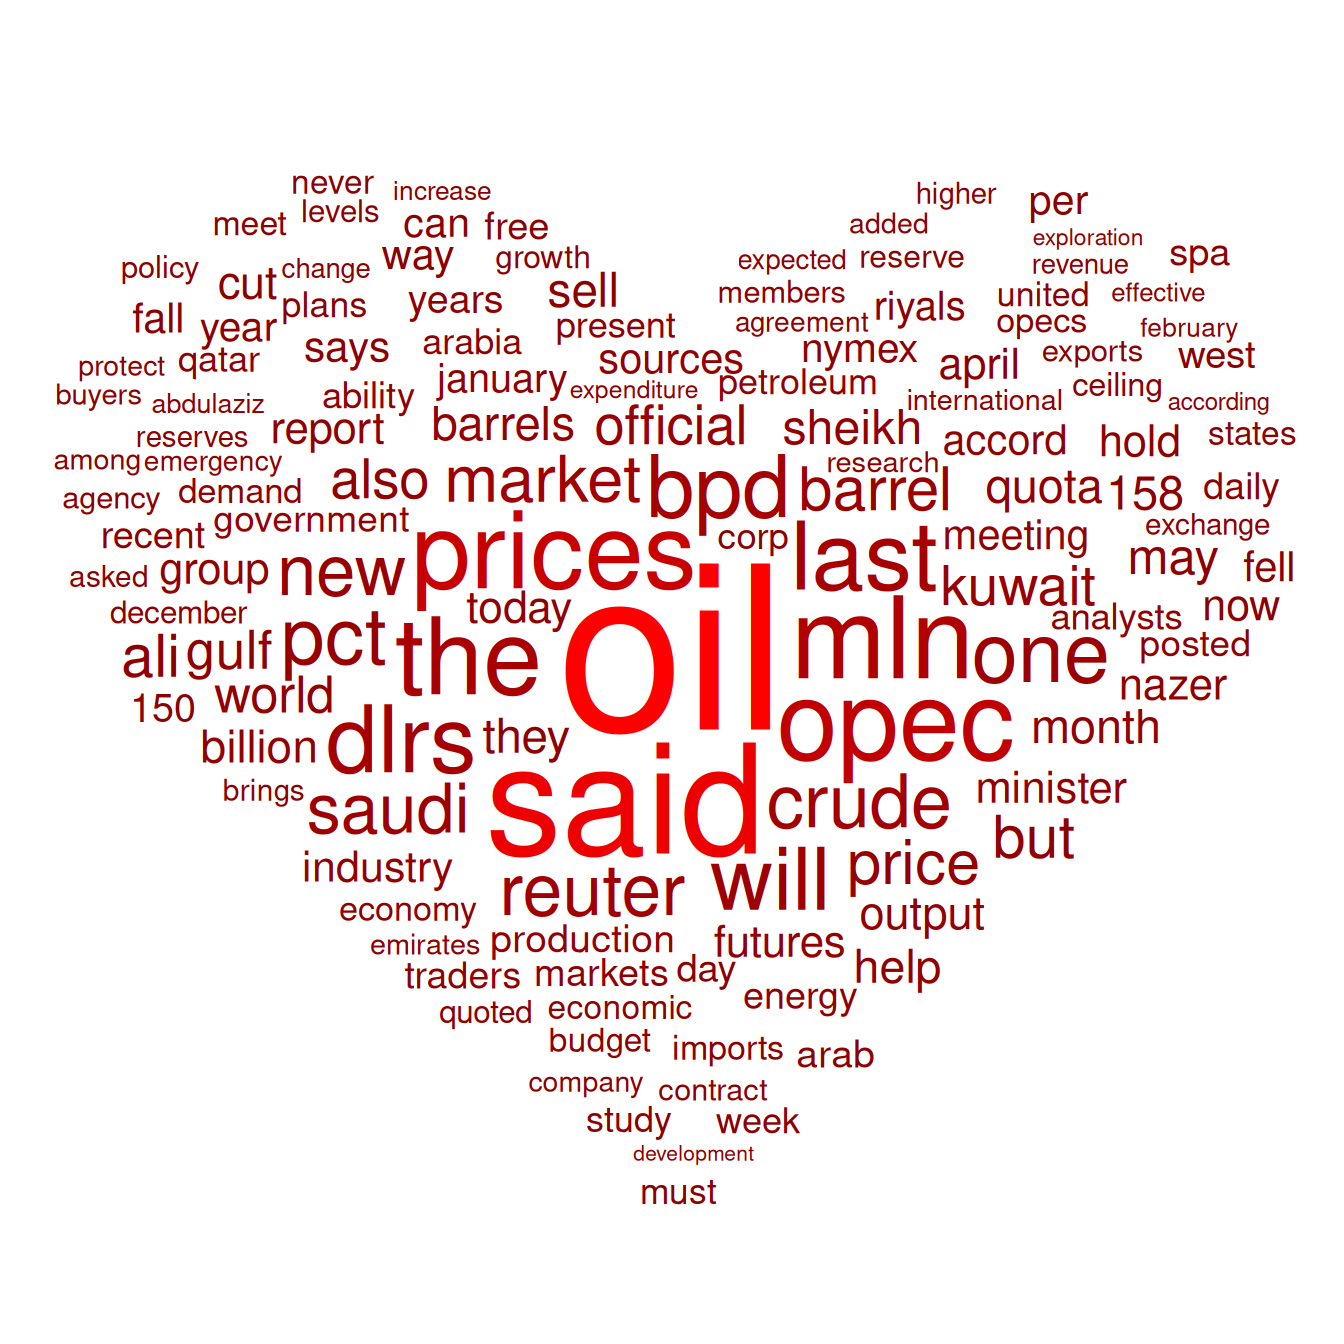 never increase higher per
meet levels can free added
exploration
policy cut change way growth expected reserve revenue spa
fall year plans years sell members riyals united effective
says arabia present agreement opecs february
protect qatar sources nymex april exports west
buyers abdulaziz ability january expenditure petroleum international ceiling according
reserves report barrels official sheikh accord hold states
among emergency research
agency demand also market bpd barrel quota 158 daily
recent government corp meeting exchange
asked group new prices last kuwait may fell
december today analysts now
ali gulf pct the oil mln one posted
150 world nazer
billion dlrs they opec month
brings saudi said crude minister
industry price but
economy reuter will output
emirates production futures
traders markets day help
quoted economic energy
budget imports arab
company contract
study week
development
must